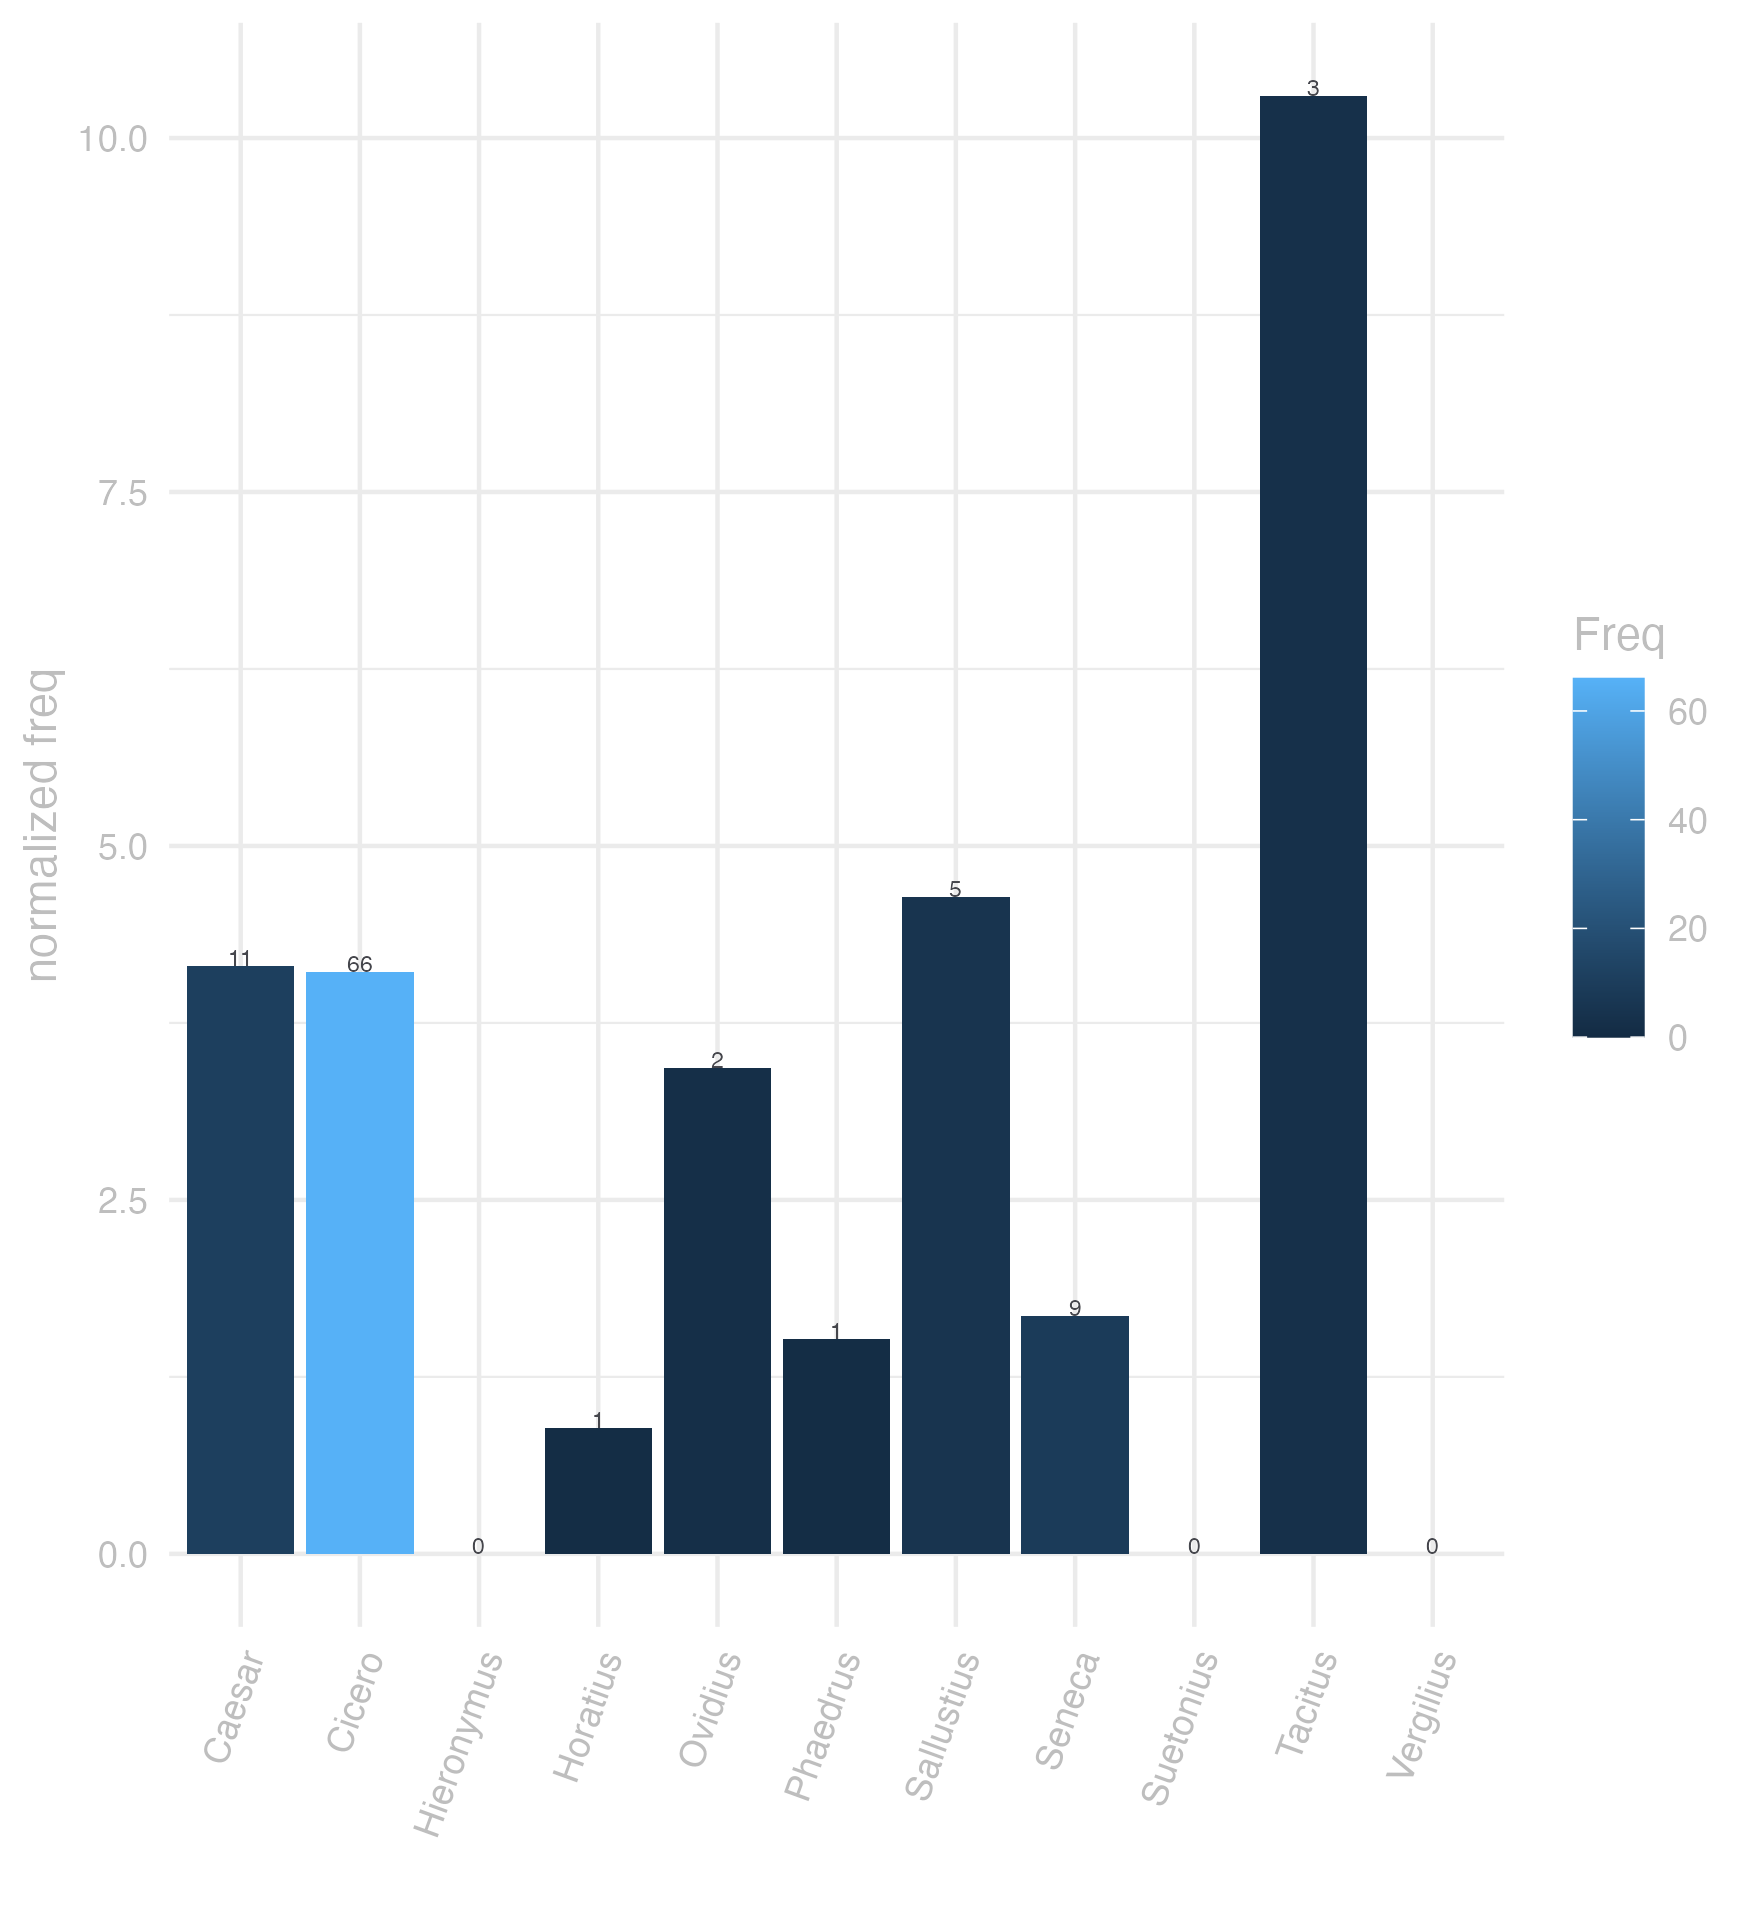 normalized freq
10.0
7.5
5.0
2.5
0.0
11
66
0
1
2
1
5
9
0
3
0
Caesar
Cicero
Hieronymus
Horatius
Ovidius
Phaedrus
Sallustius
Seneca
Suetonius
Tacitus
Vergilius
Freq
60
40
20
0